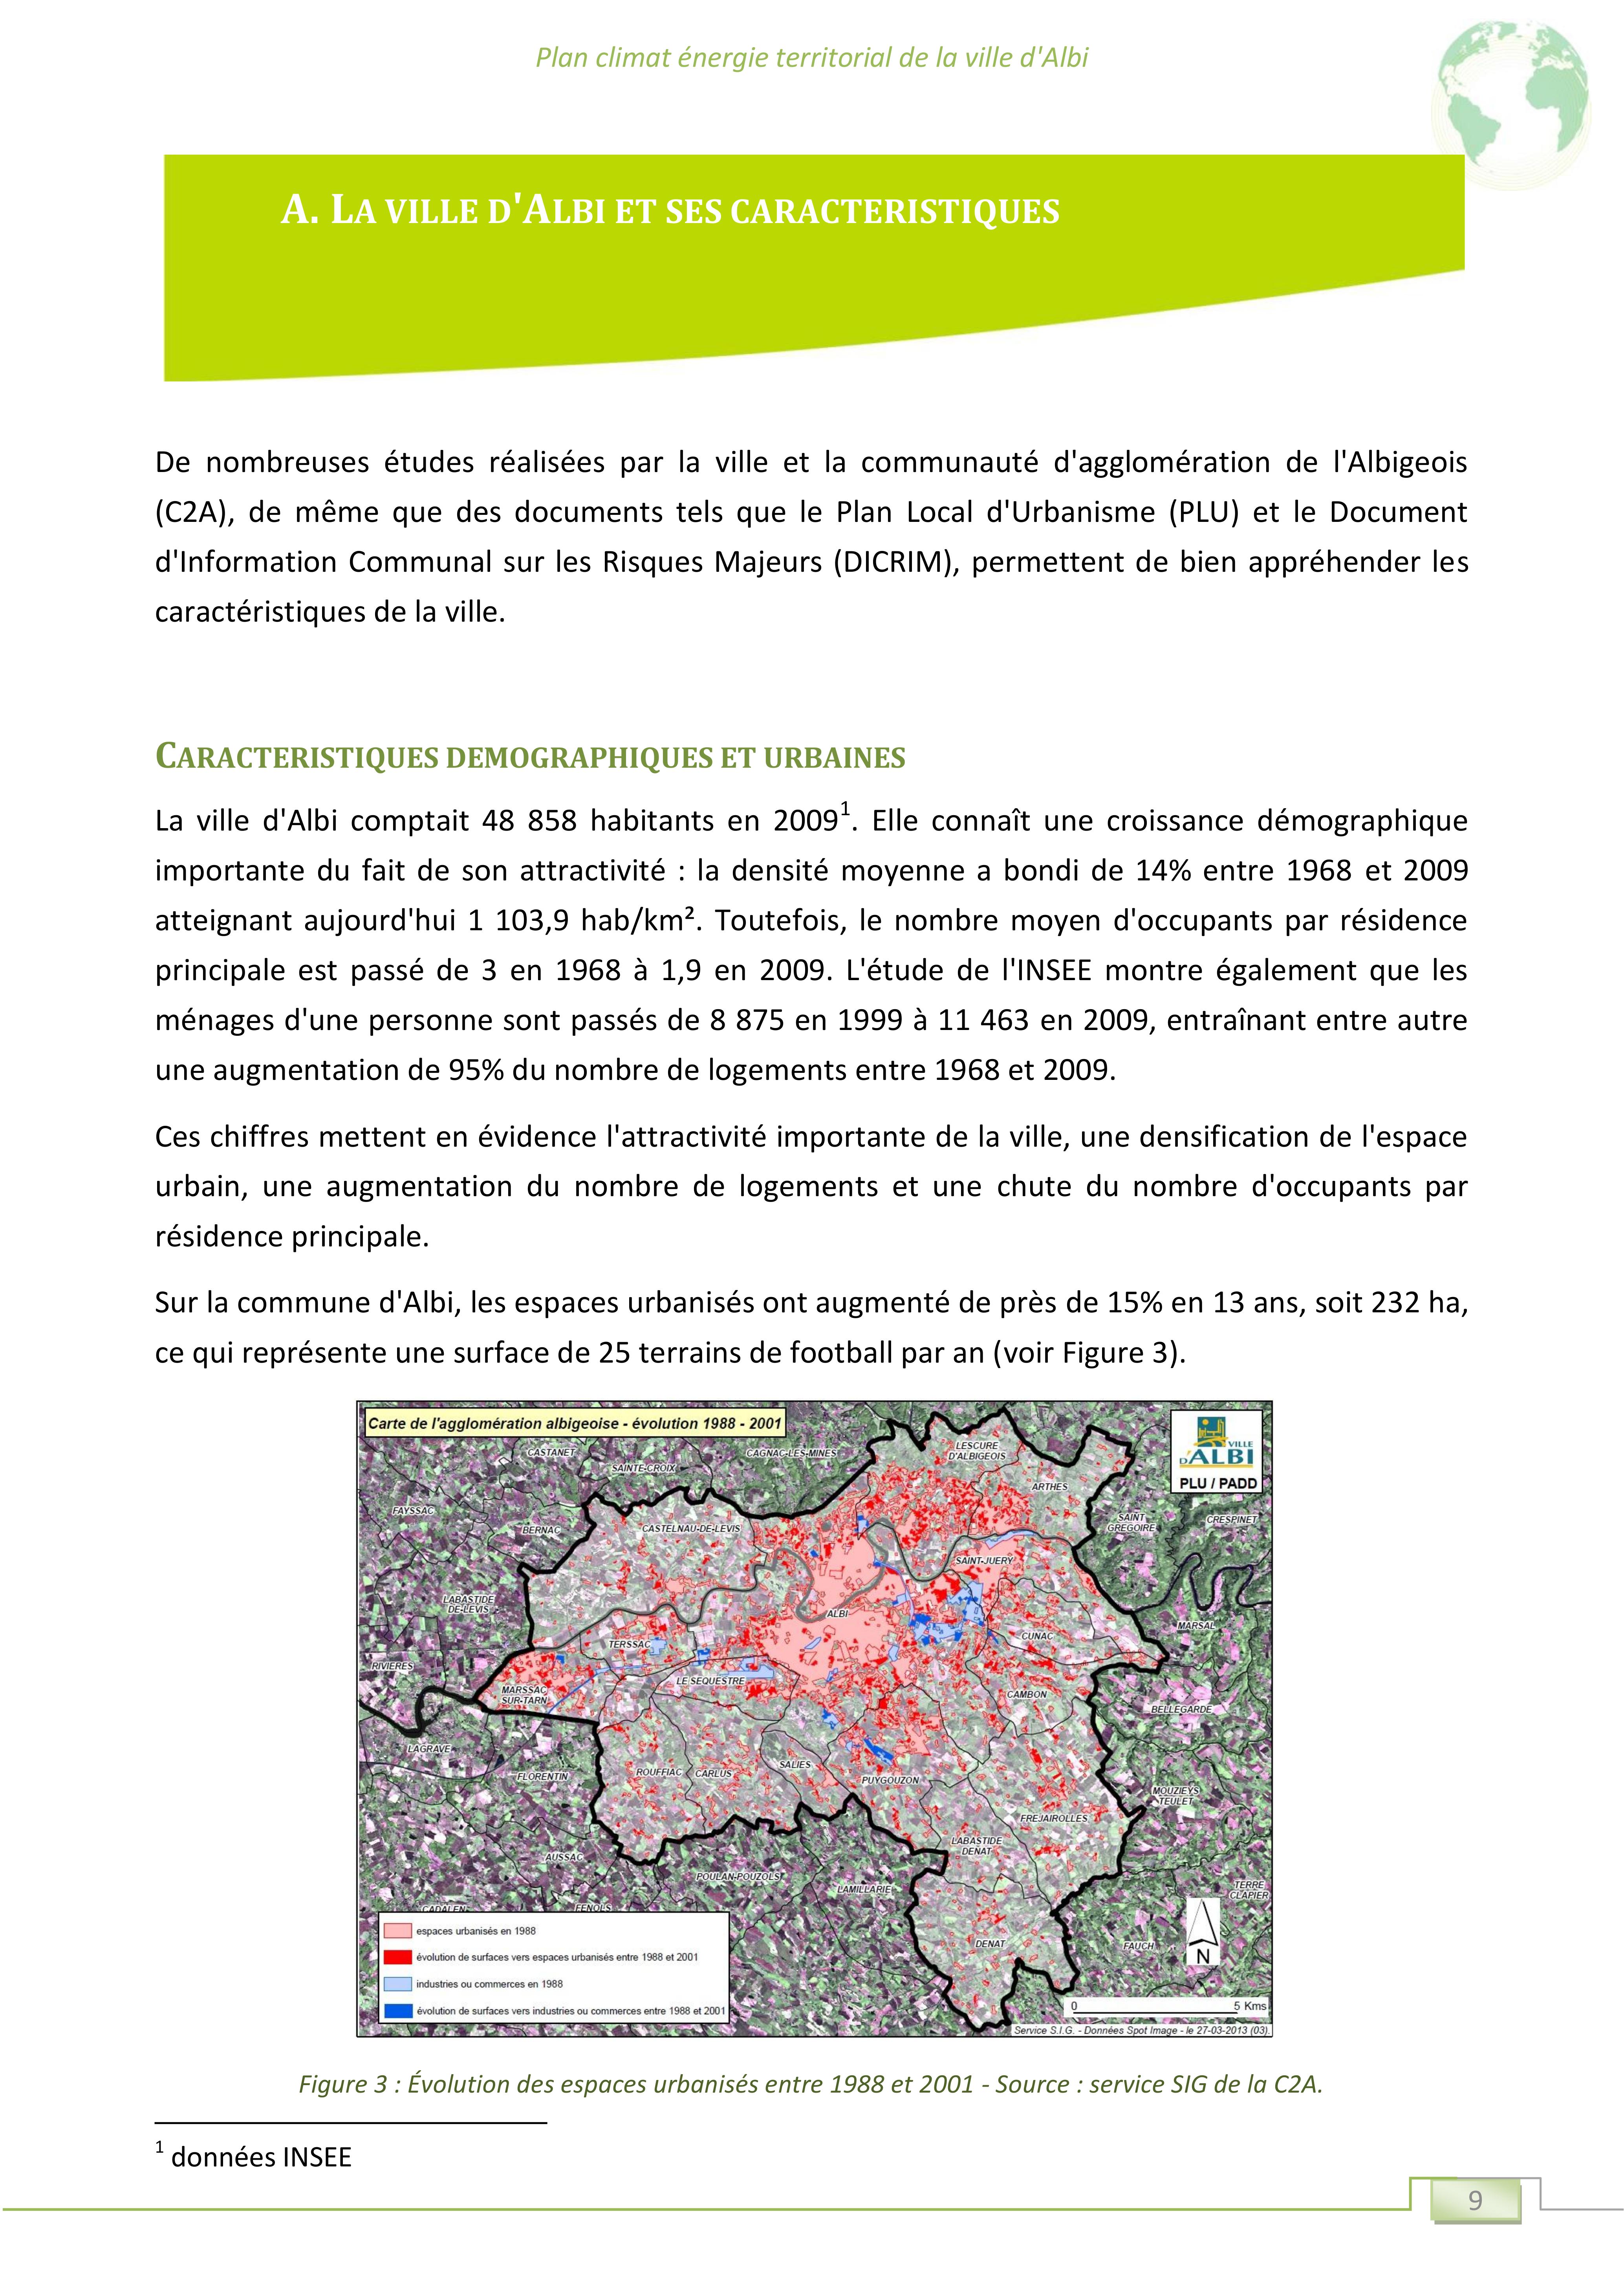 Plan climat énergie territorial de la ville d'Albi
A. LA VILLE D'ALBI ET SES CARACTERISTIQUES
De nombreuses études réalisées par la ville et la communauté d'agglomération de l'Albigeois
(C2A), de même que des documents tels que le Plan Local d'Urbanisme (PLU) et le Document
d'Information Communal sur les Risques Majeurs (DICRIM), permettent de bien appréhender les
caractéristiques de la ville.
CARACTERISTIQUES DEMOGRAPHIQUES ET URBAINES
La ville d'Albi comptait 48 858 habitants en 2009¹. Elle connaît une croissance démographique
importante du fait de son attractivité : la densité moyenne a bondi de 14% entre 1968 et 2009
atteignant aujourd'hui 1 103,9 hab/km². Toutefois, le nombre moyen d'occupants par résidence
principale est passé de 3 en 1968 à 1,9 en 2009. L'étude de l'INSEE montre également que les
ménages d'une personne sont passés de 8 875 en 1999 à 11 463 en 2009, entraînant entre autre
une augmentation de 95% du nombre de logements entre 1968 et 2009.
Ces chiffres mettent en évidence l'attractivité importante de la ville, une densification de l'espace
urbain, une augmentation du nombre de logements et une chute du nombre d'occupants par
résidence principale.
Sur la commune d'Albi, les espaces urbanisés ont augmenté de près de 15% en 13 ans, soit 232 ha,
ce qui représente une surface de 25 terrains de football par an (voir Figure 3).
Carte de l'agglomération albigeoise - évolution 1988 - 2001
VILLE
D'ALBI
PLU / PADD
CASTANET
CAGNAC-LES-MINES
LESCURE
D'ALBIGEOIS
SAINTE-CROIX
ARTHES
FAYSSAC
BERNAC
CASTELNAU-DE-LEVIS
SAINT
GREGOIRE
CRESPINET
SAINT-JUERY
LABASTIDE
DE-LEVIS
ALBI
MARSAL
TERSSAC
CUNAC
RIVIERES
LE SEQUESTRE
MARSSAC
SUR-TARN
CAMBON
BELLEGARDE
LAGRAVE
FLORENTIN
ROUFFIAC
CARLUS
SALIES
PUYGOUZON
MOUZIEYS
TEULET
FREJAIROLLES
LABASTIDE
DENAT
AUSSAC
POULAN-POUZOLS
LAMILLARIE
TERRE
CLAPIER
CADALEN
FENOLS
DENAT
FAUCH
N
espaces urbanisés en 1988
évolution de surfaces vers espaces urbanisés entre 1988 et 2001
industries ou commerces en 1988
évolution de surfaces vers industries ou commerces entre 1988 et 2001
0 5 Kms
Service S.I.G. - Données Spot Image - le 27-03-2013 (03).
Figure 3 : Évolution des espaces urbanisés entre 1988 et 2001 - Source : service SIG de la C2A.
¹ données INSEE
9